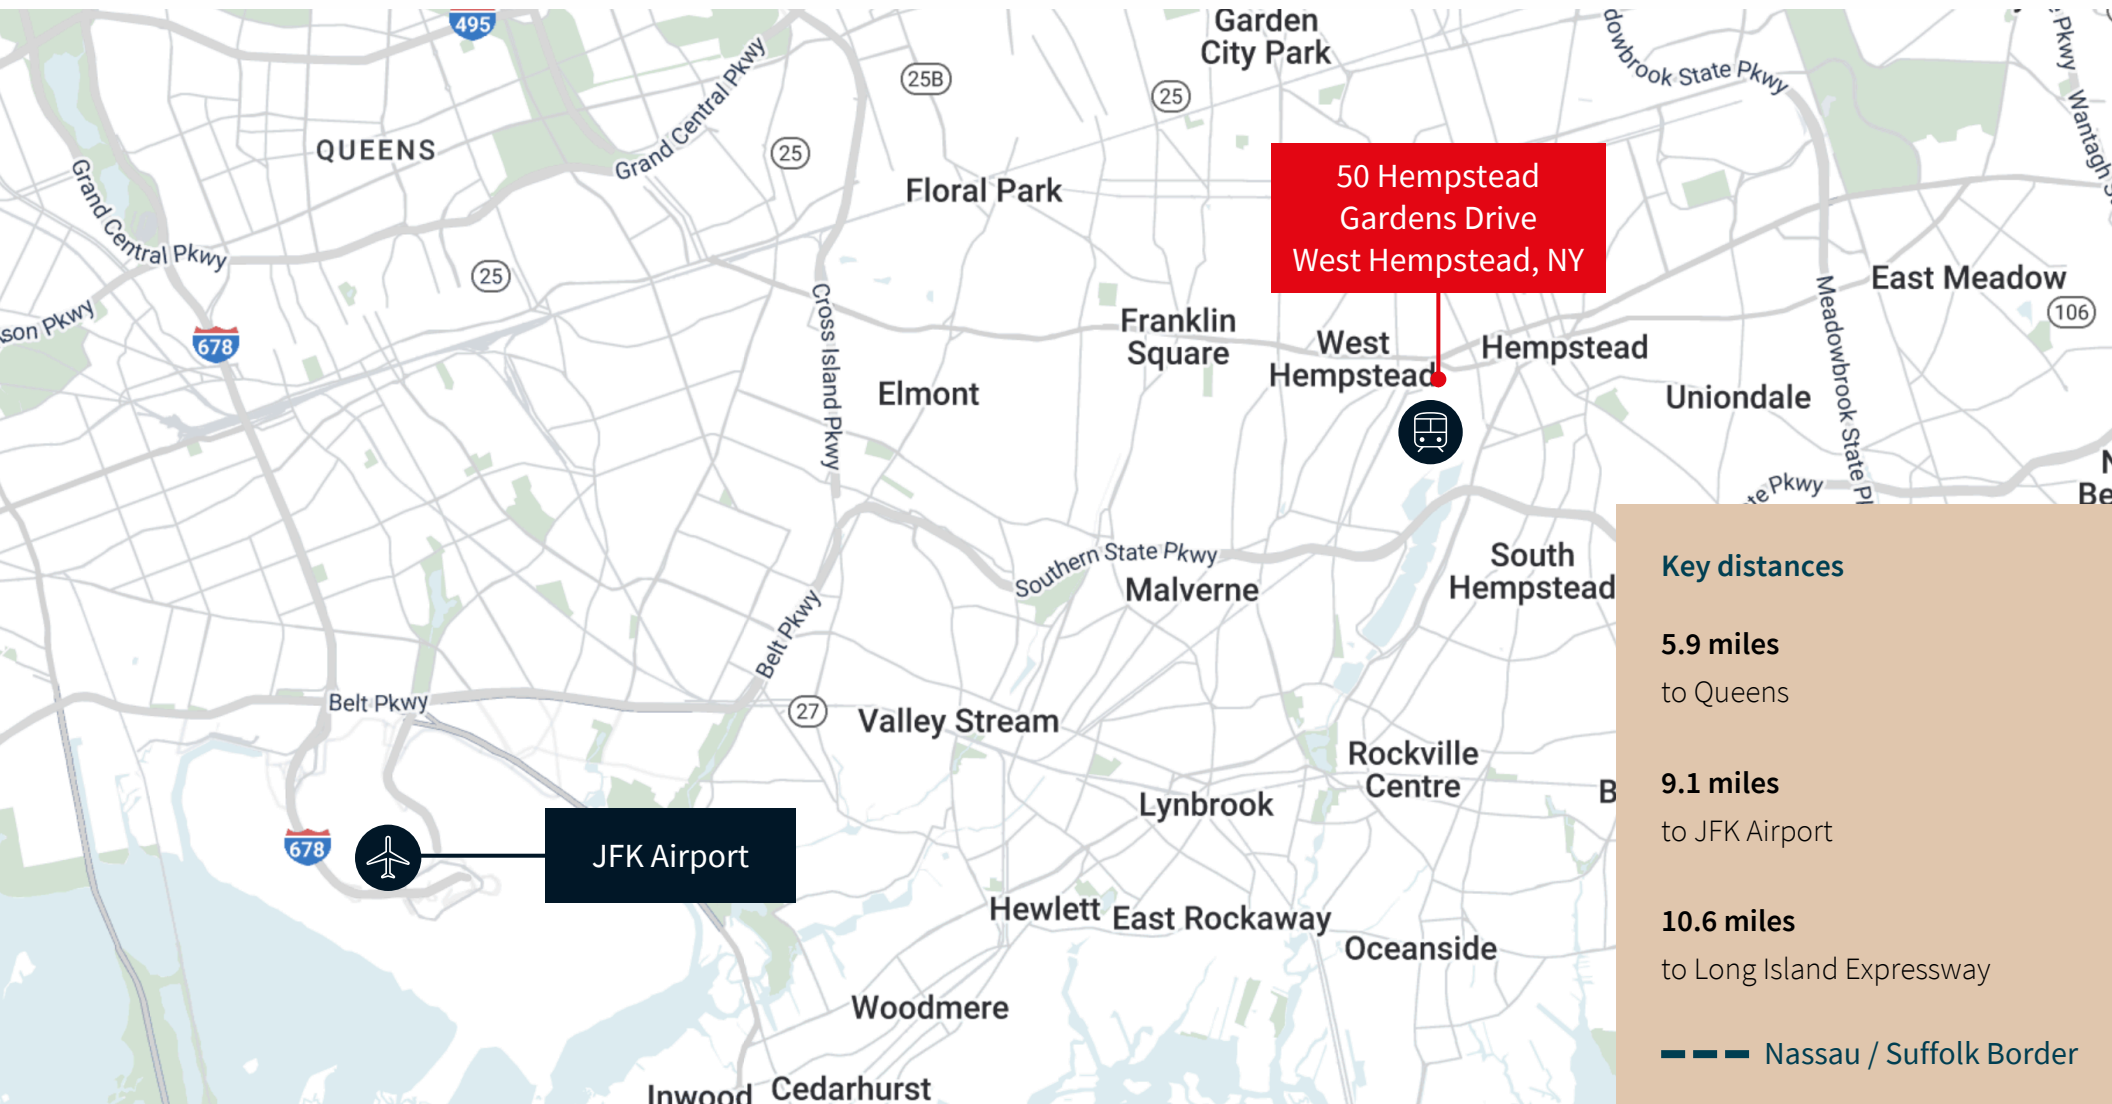 495
Garden
City Park
Grand Central Pkwy
25B
25
dowbrook State Pkwy
Pkwy
Wantagh S
QUEENS
25
50 Hempstead
Gardens Drive
West Hempstead, NY
Floral Park
Grand Central Pkwy
25
East Meadow
106
son Pkwy
678
Cross Island Pkwy
Franklin
Square
West
Hempstead
Hempstead
Meadowbrook State Pk
Elmont
Uniondale
te Pkwy
N
Be
Southern State Pkwy
Malverne
South
Hempstead
Belt Pkwy
Belt Pkwy
27
Valley Stream
Rockville
Centre
Lynbrook
B
678
JFK Airport
Hewlett
East Rockaway
Oceanside
Woodmere
Inwood
Cedarhurst
Key distances
5.9 miles
to Queens
9.1 miles
to JFK Airport
10.6 miles
to Long Island Expressway
Nassau / Suffolk Border